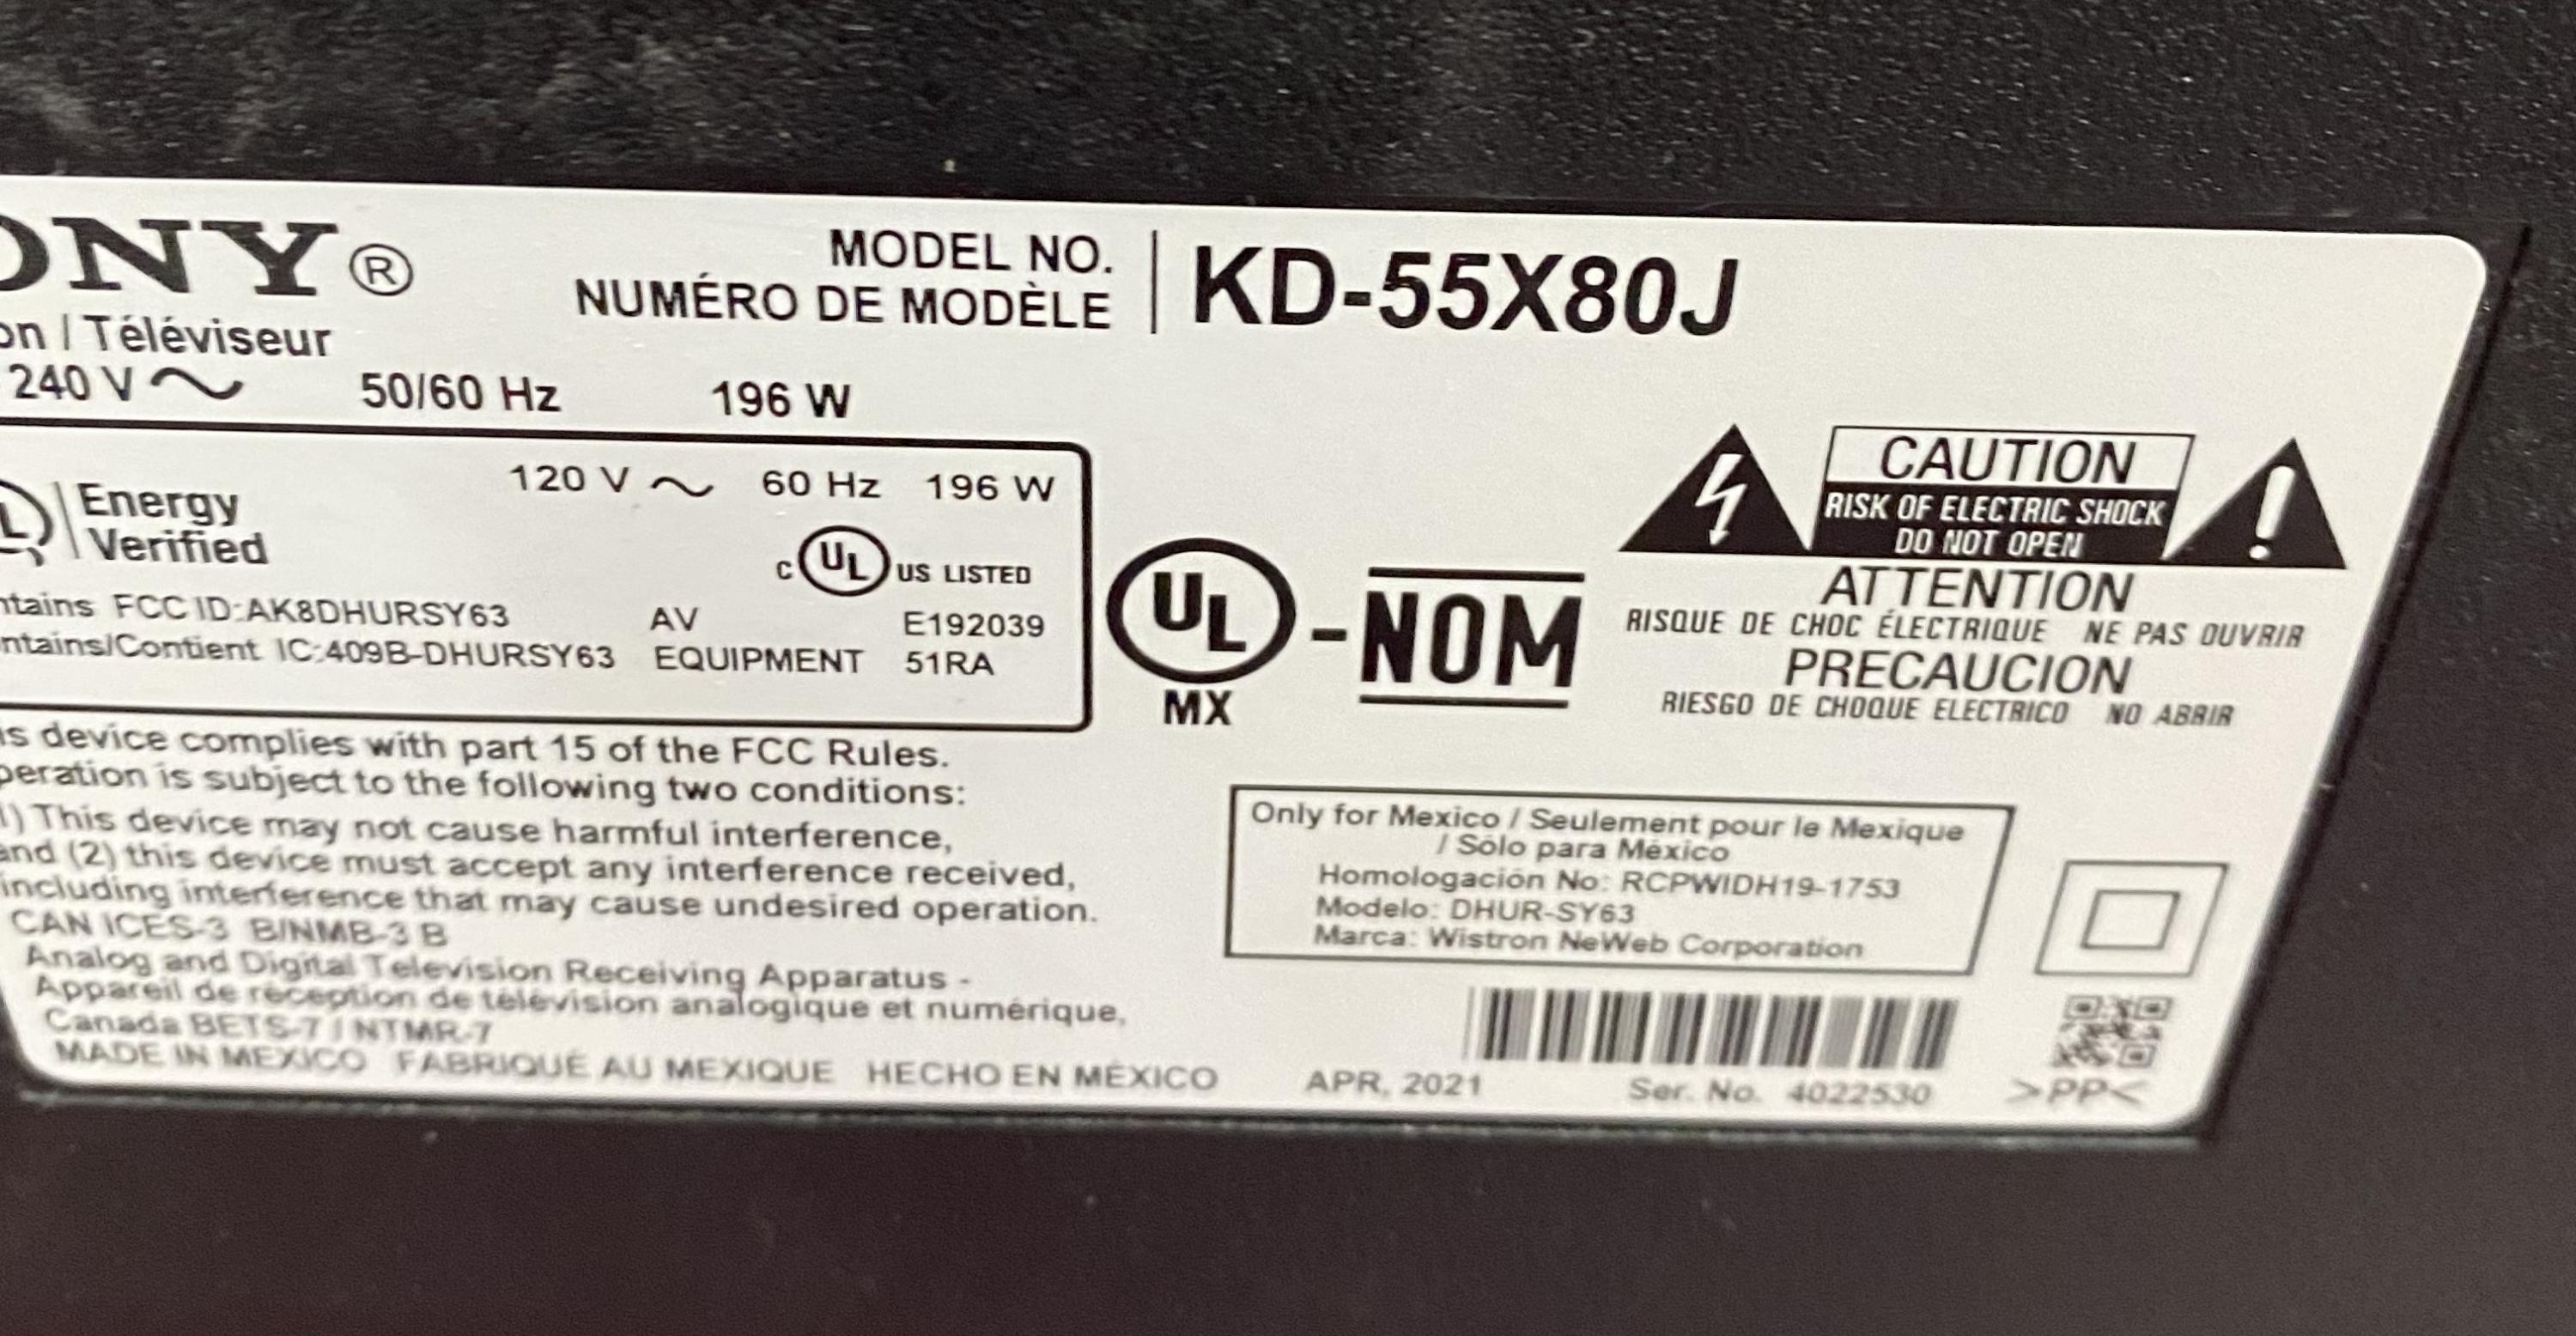 ONY®
MODEL NO.
NUMÉRO DE MODÈLE
KD-55X80J
on / Téléviseur
240 V ~ 50/60 Hz 196 W
Energy
Verified
120 V ~ 60 Hz 196 W
C UL US LISTED
ntains FCC ID:AK8DHURSY63
ntains/Contient IC:409B-DHURSY63
AV
EQUIPMENT
E192039
51RA
UL
MX
-NOM
CAUTION
RISK OF ELECTRIC SHOCK
DO NOT OPEN
ATTENTION
RISQUE DE CHOC ÉLECTRIQUE NE PAS OUVRIR
PRECAUCION
RIESGO DE CHOQUE ELECTRICO NO ABRIR
is device complies with part 15 of the FCC Rules.
peration is subject to the following two conditions:
1) This device may not cause harmful interference,
and (2) this device must accept any interference received,
including interference that may cause undesired operation.
CAN ICES-3 B/NMB-3 B
Analog and Digital Television Receiving Apparatus -
Appareil de réception de télévision analogique et numérique,
Canada BETS-7 / NTMR-7
MADE IN MEXICO FABRIQUÉ AU MEXIQUE HECHO EN MÉXICO
Only for Mexico / Seulement pour le Mexique
/ Sólo para México
Homologación No: RCPWIDH19-1753
Modelo: DHUR-SY63
Marca: Wistron NeWeb Corporation
APR, 2021
Ser. No. 4022530
>PP<